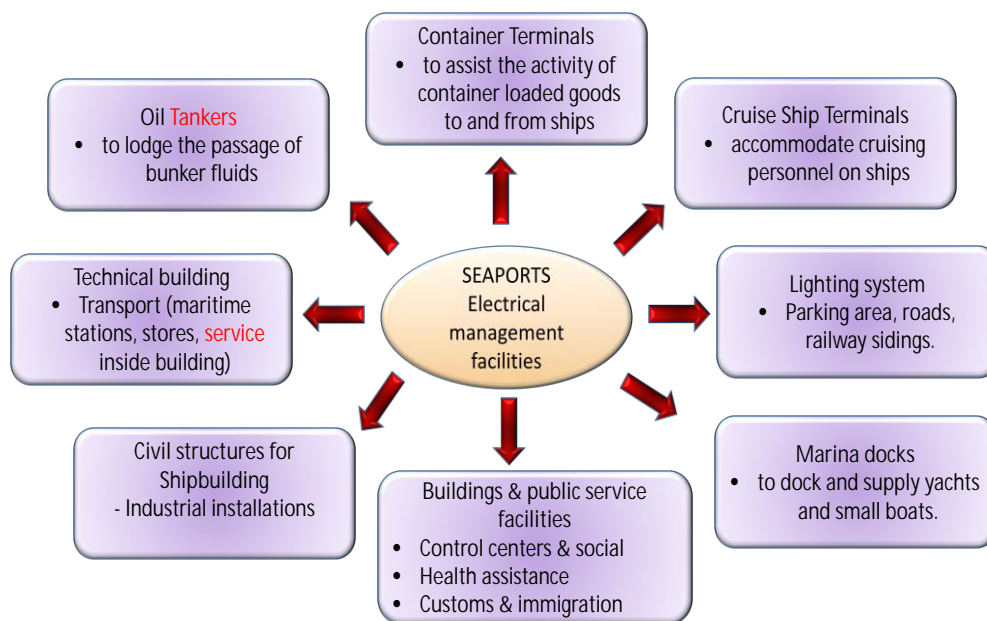 Container Terminals
• to assist the activity of
container loaded goods
to and from ships
Oil Tankers
• to lodge the passage of
bunker fluids
Cruise Ship Terminals
• accommodate cruising
personnel on ships
Technical building
• Transport (maritime
stations, stores, service
inside building)
SEAPORTS
Electrical
management
facilities
Lighting system
• Parking area, roads,
railway sidings.
Civil structures for
Shipbuilding
- Industrial installations
Buildings & public service
facilities
• Control centers & social
• Health assistance
• Customs & immigration
Marina docks
• to dock and supply yachts
and small boats.